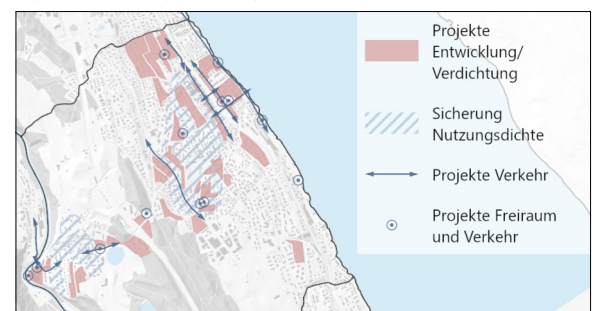 Projekte
Entwicklung/
Verdichtung
Sicherung
Nutzungsdichte
Projekte Verkehr
Projekte Freiraum
und Verkehr